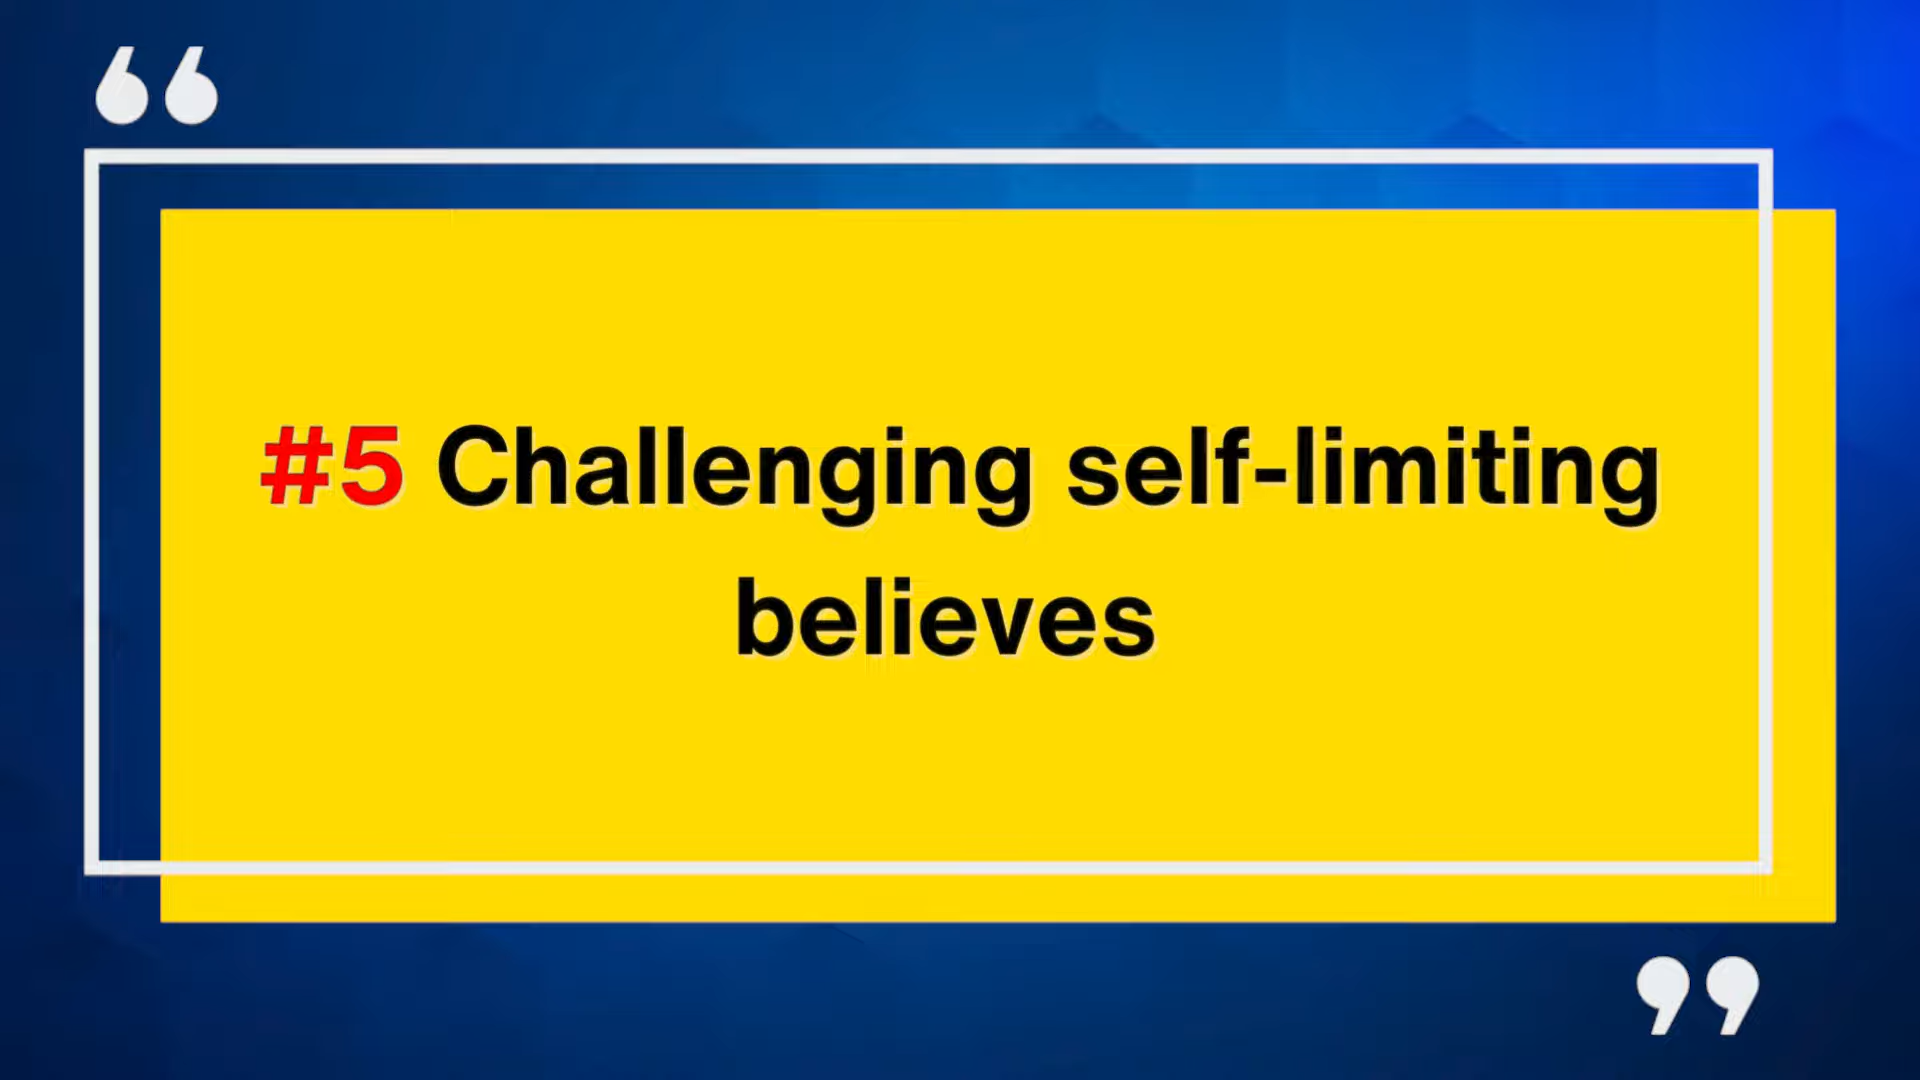 “
#5 Challenging self-limiting
believes
”